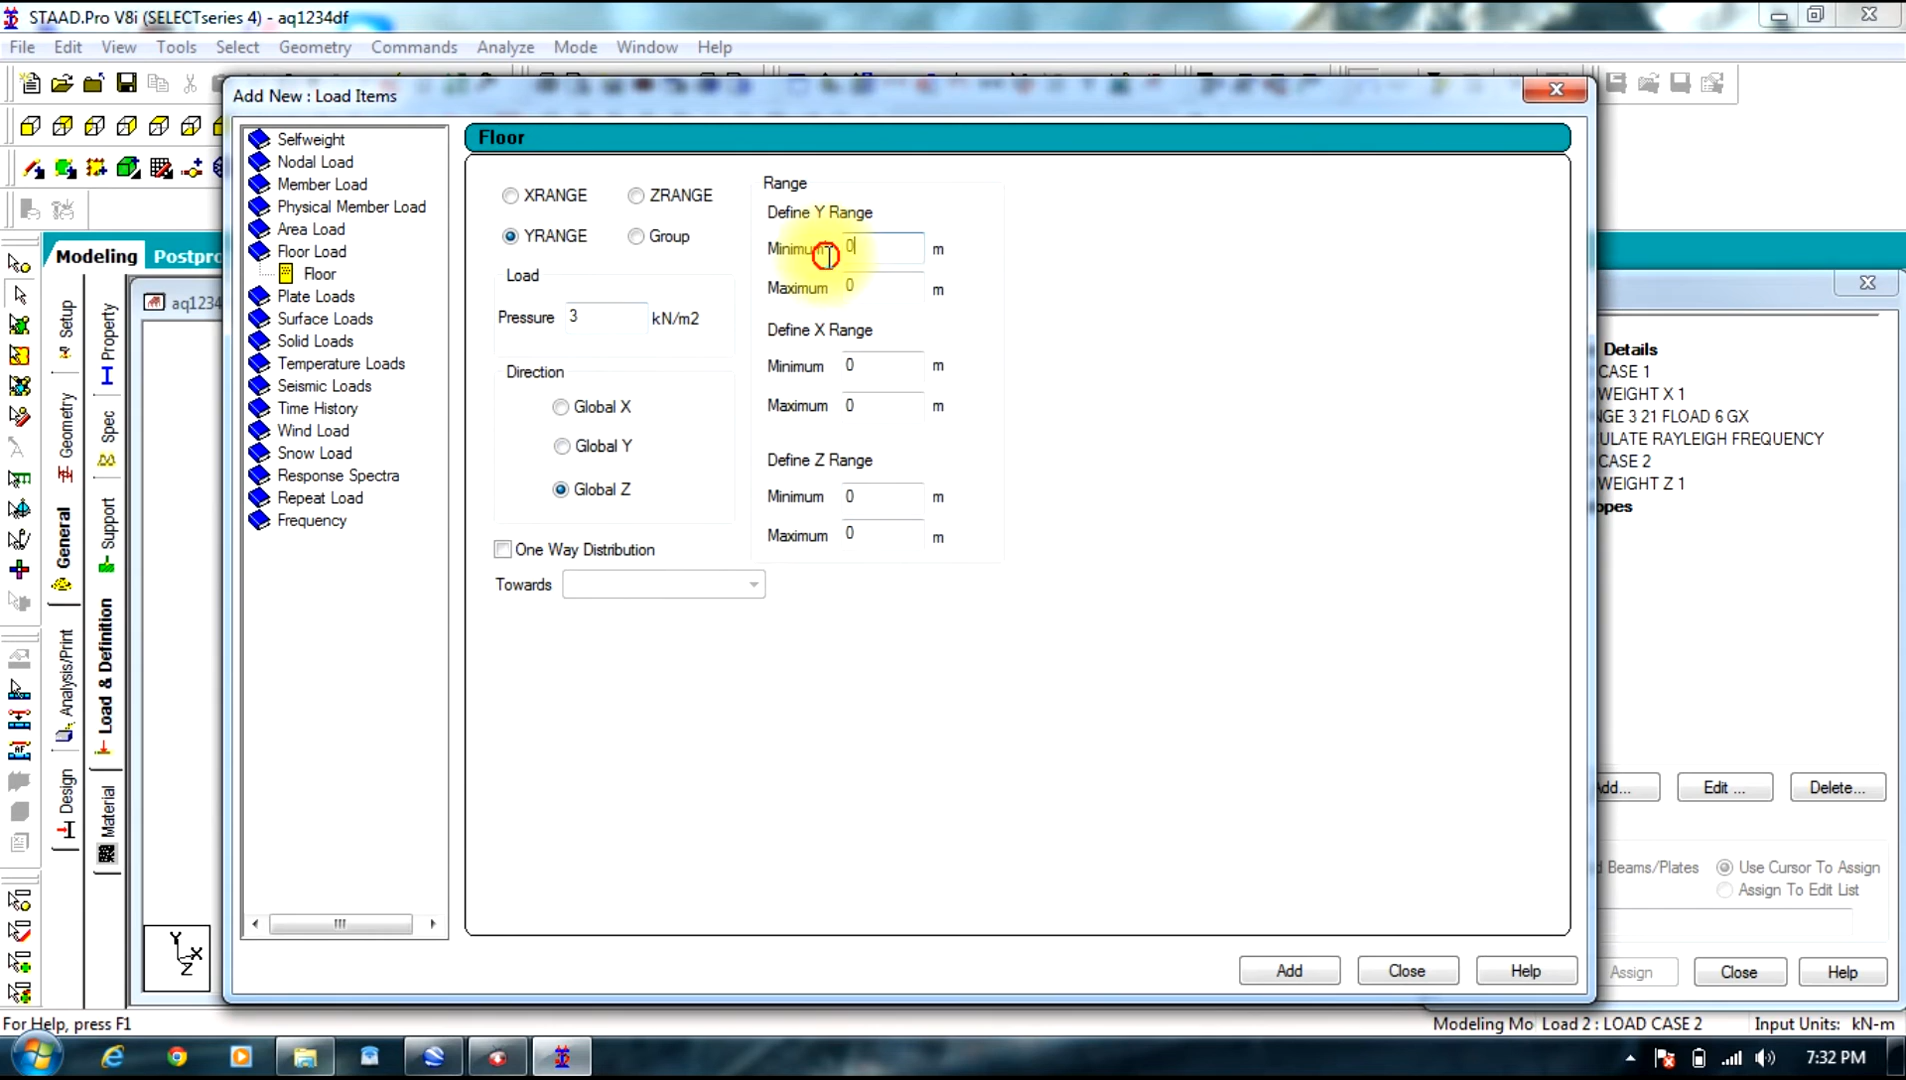 STAAD.Pro V8i (SELECTseries 4) - aq1234df
File Edit View Tools Select Geometry Commands Analyze Mode Window Help
Add New : Load Items
Selfweight
Nodal Load
Member Load
Physical Member Load
Area Load
Floor Load
Floor
Plate Loads
Surface Loads
Solid Loads
Temperature Loads
Seismic Loads
Time History
Wind Load
Snow Load
Response Spectra
Repeat Load
Frequency
Floor
XRANGE ZRANGE
YRANGE Group
Load
Pressure 3 kN/m2
Direction
Global X
Global Y
Global Z
One Way Distribution
Towards
Range
Define Y Range
Minimum 0 m
Maximum 0 m
Define X Range
Minimum 0 m
Maximum 0 m
Define Z Range
Minimum 0 m
Maximum 0 m
Add Close Help
Modeling Postpro
aq1234
Setup
Geometry
General
Analysis/Print
Design
Property
Spec
Support
Load & Definition
Material
AF
Y
X
Z
Details
CASE 1
WEIGHT X 1
NGE 3 21 FLOAD 6 GX
ULATE RAYLEIGH FREQUENCY
CASE 2
WEIGHT Z 1
opes
Add... Edit ... Delete...
d Beams/Plates Use Cursor To Assign
Assign To Edit List
Assign Close Help
For Help, press F1
Modeling Mo Load 2 : LOAD CASE 2 Input Units: kN-m
7:32 PM